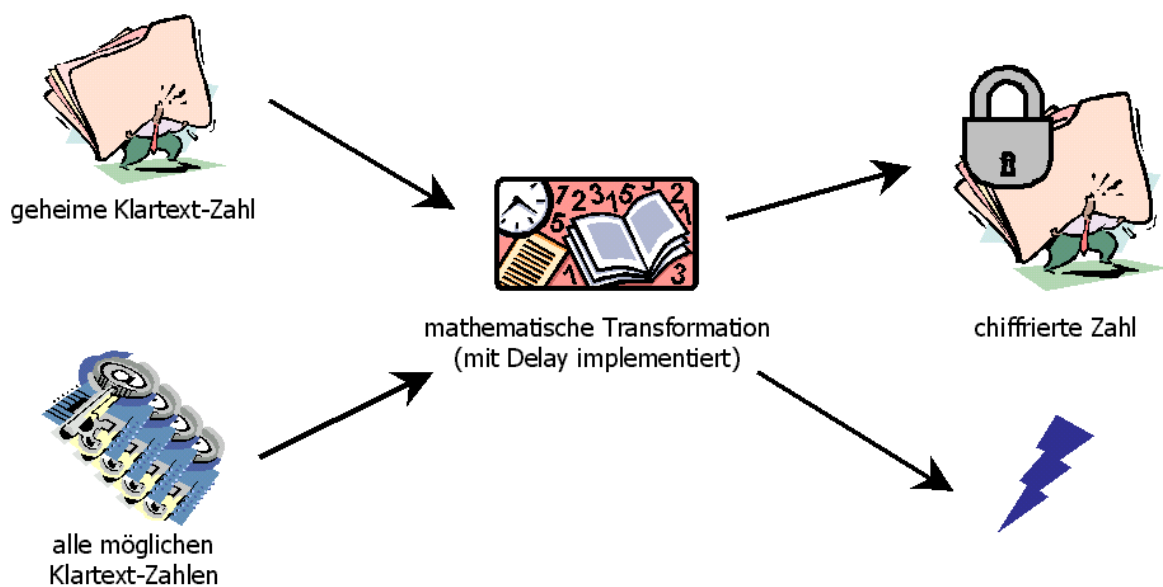 geheime Klartext-Zahl
mathematische Transformation
(mit Delay implementiert)
chiffrierte Zahl
alle möglichen
Klartext-Zahlen